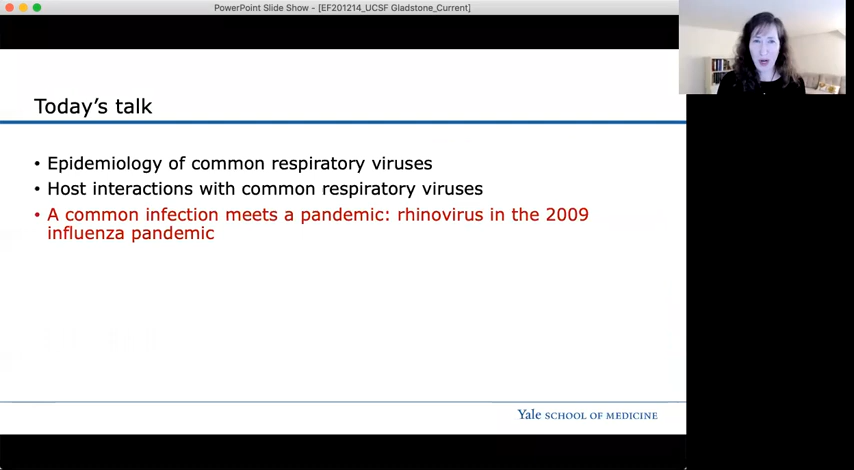 PowerPoint Slide Show - [EF201214_UCSF Gladstone_Current]
Today's talk
• Epidemiology of common respiratory viruses
• Host interactions with common respiratory viruses
• A common infection meets a pandemic: rhinovirus in the 2009
influenza pandemic
Yale SCHOOL OF MEDICINE